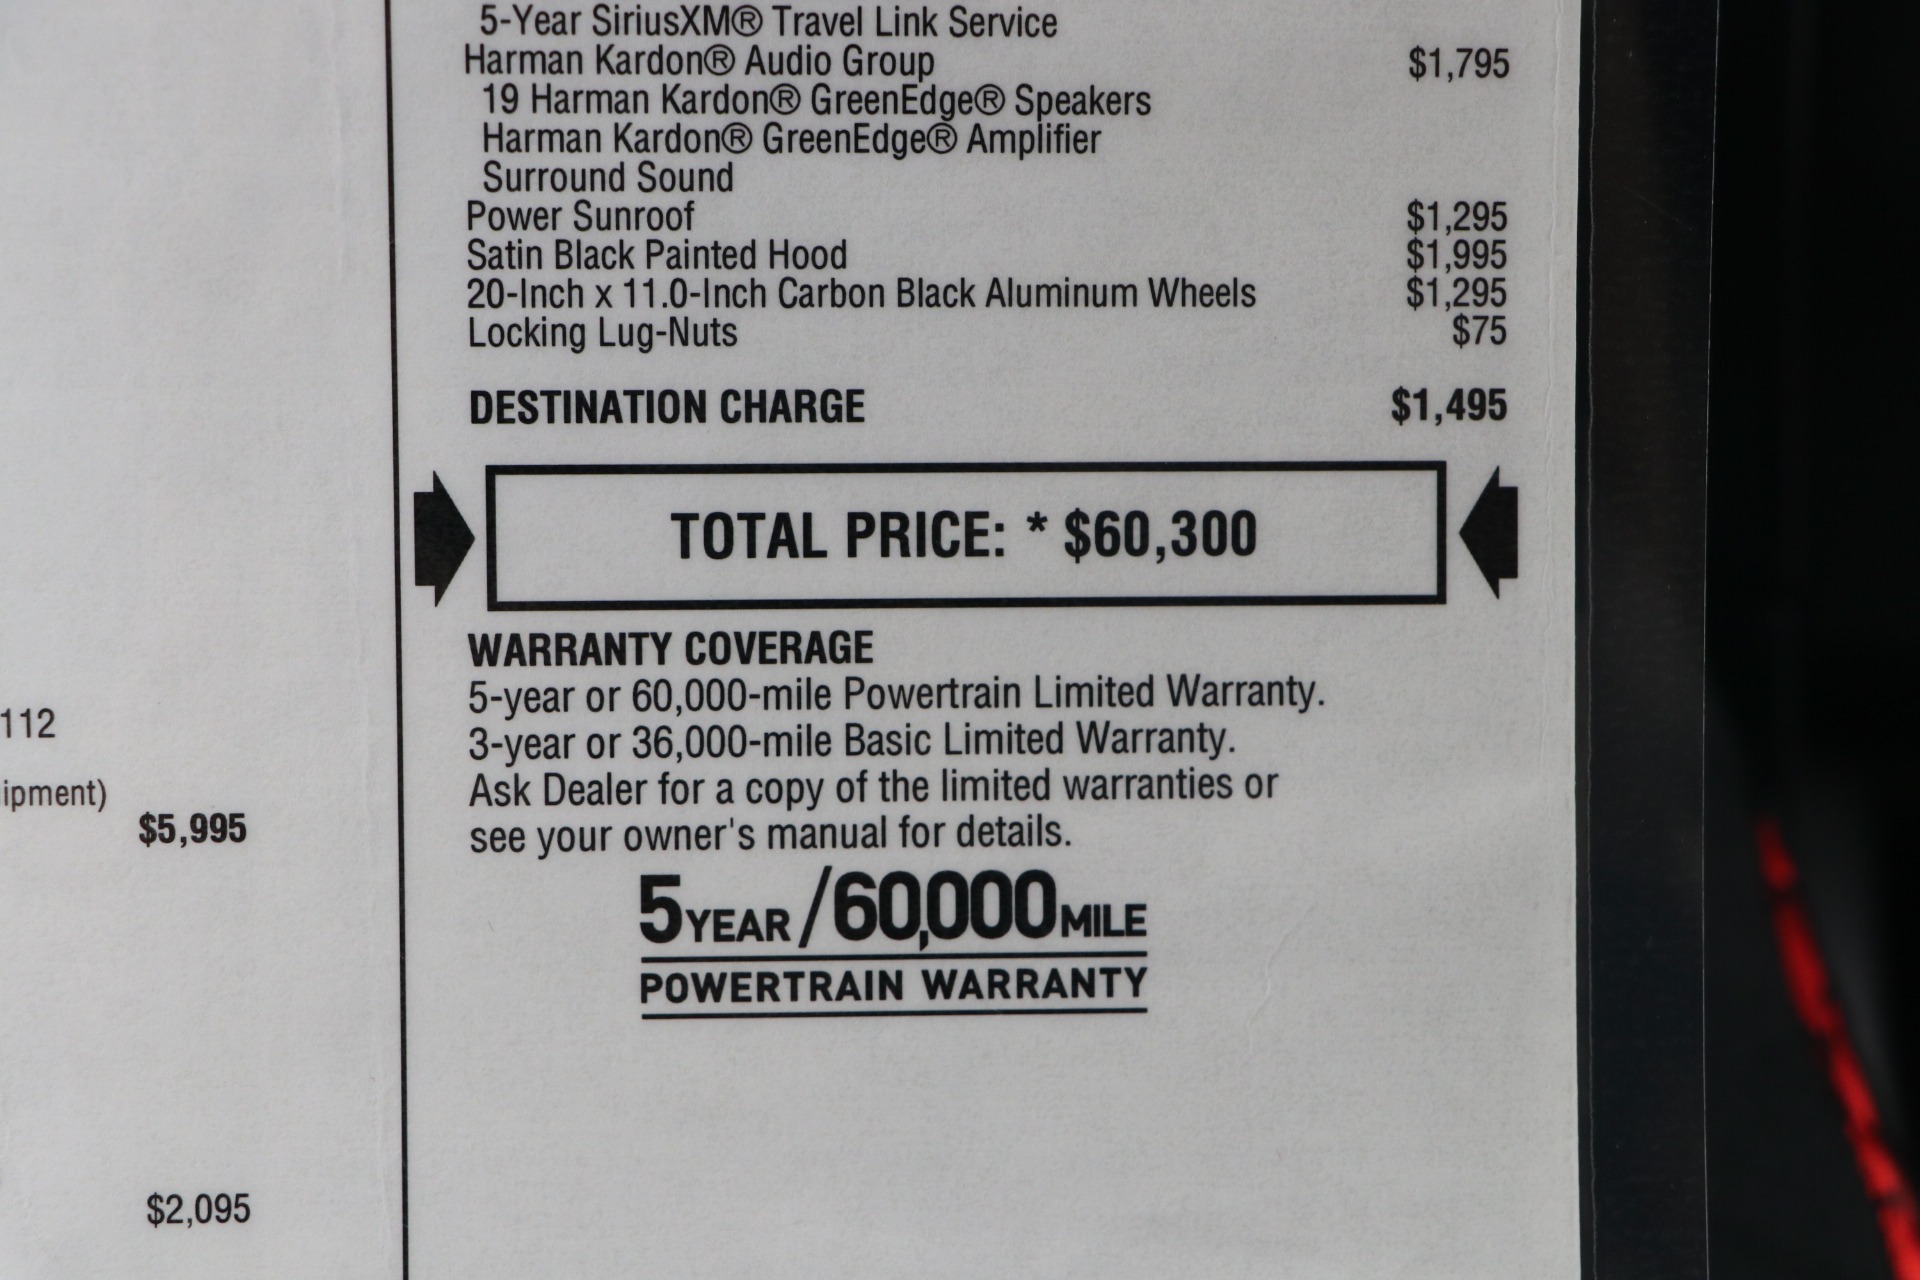 112
ipment)
$5,995
$2,095
5-Year SiriusXM® Travel Link Service
Harman Kardon® Audio Group $1,795
19 Harman Kardon® GreenEdge® Speakers
Harman Kardon® GreenEdge® Amplifier
Surround Sound
Power Sunroof $1,295
Satin Black Painted Hood $1,995
20-Inch x 11.0-Inch Carbon Black Aluminum Wheels $1,295
Locking Lug-Nuts $75
DESTINATION CHARGE $1,495
TOTAL PRICE: * $60,300
WARRANTY COVERAGE
5-year or 60,000-mile Powertrain Limited Warranty.
3-year or 36,000-mile Basic Limited Warranty.
Ask Dealer for a copy of the limited warranties or
see your owner's manual for details.
5 YEAR/60,000 MILE
POWERTRAIN WARRANTY